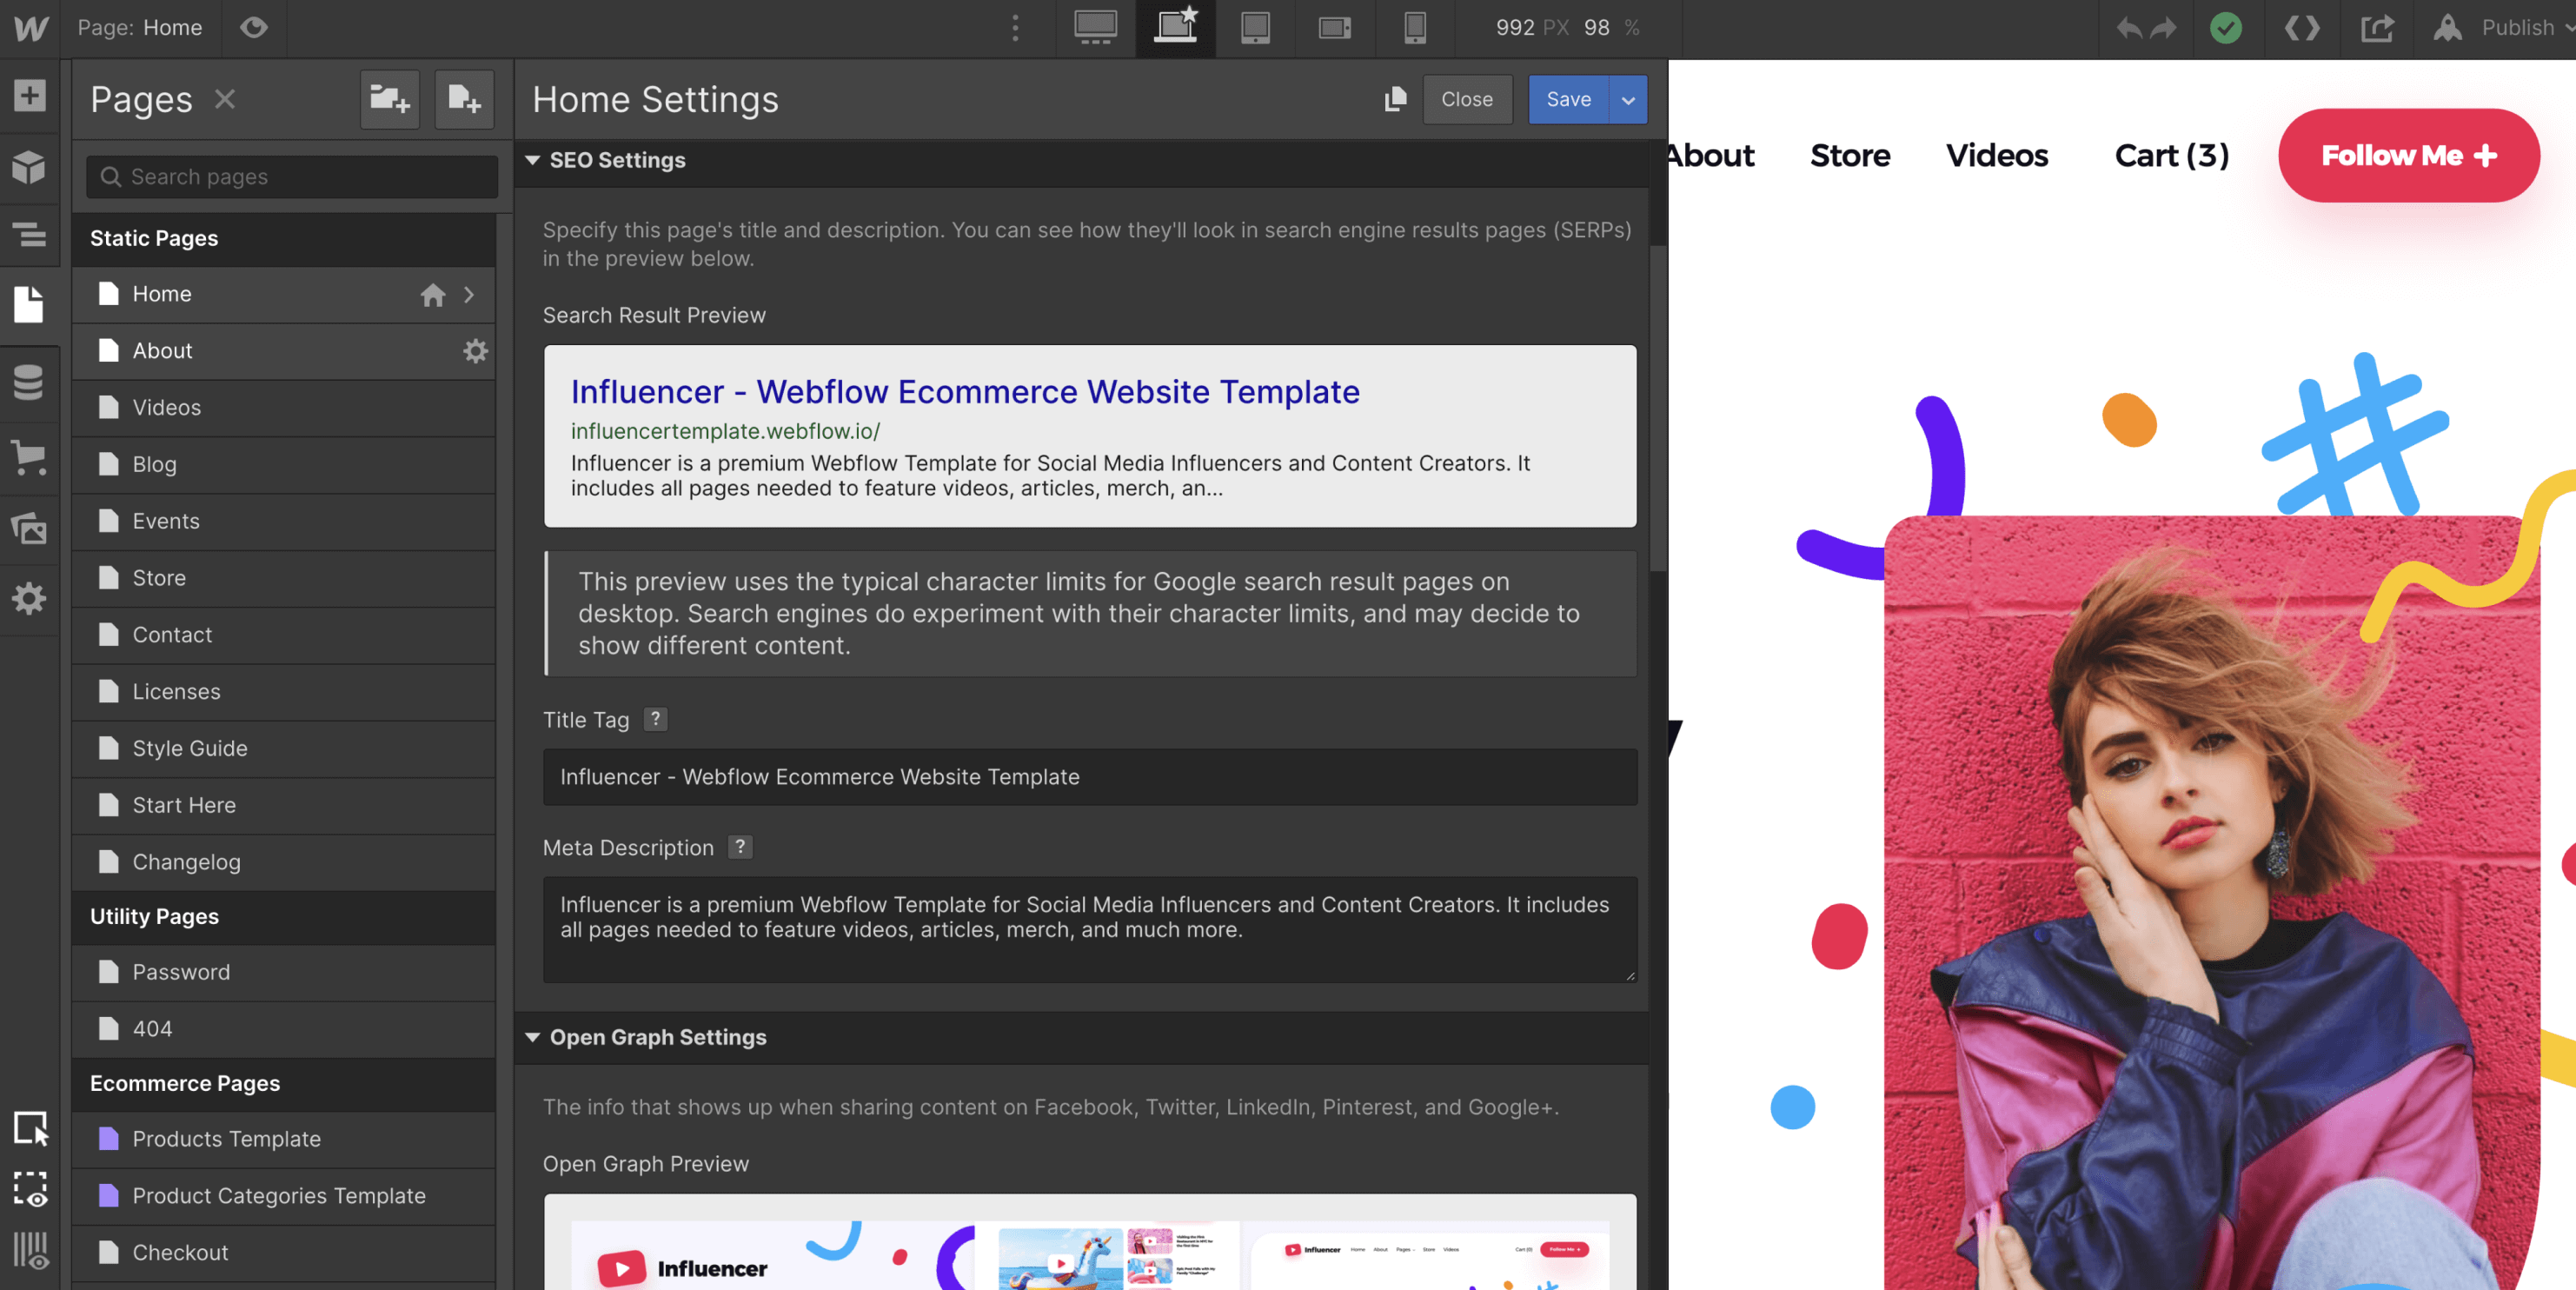 Page: Home
992 PX 98 %
Publish
Pages
Search pages
Static Pages
Home
About
Videos
Blog
Events
Store
Contact
Licenses
Style Guide
Start Here
Changelog
Utility Pages
Password
404
Ecommerce Pages
Products Template
Product Categories Template
Checkout
Home Settings
Close
Save
SEO Settings
Specify this page's title and description. You can see how they'll look in search engine results pages (SERPs)
in the preview below.
Search Result Preview
Influencer - Webflow Ecommerce Website Template
influencertemplate.webflow.io/
Influencer is a premium Webflow Template for Social Media Influencers and Content Creators. It
includes all pages needed to feature videos, articles, merch, an...
This preview uses the typical character limits for Google search result pages on
desktop. Search engines do experiment with their character limits, and may decide to
show different content.
Title Tag ?
Influencer - Webflow Ecommerce Website Template
Meta Description ?
Influencer is a premium Webflow Template for Social Media Influencers and Content Creators. It includes
all pages needed to feature videos, articles, merch, and much more.
Open Graph Settings
The info that shows up when sharing content on Facebook, Twitter, LinkedIn, Pinterest, and Google+.
Open Graph Preview
Influencer
Influencer Home About Pages Store Videos Cart (0) Follow Me +
About Store Videos Cart (3) Follow Me +